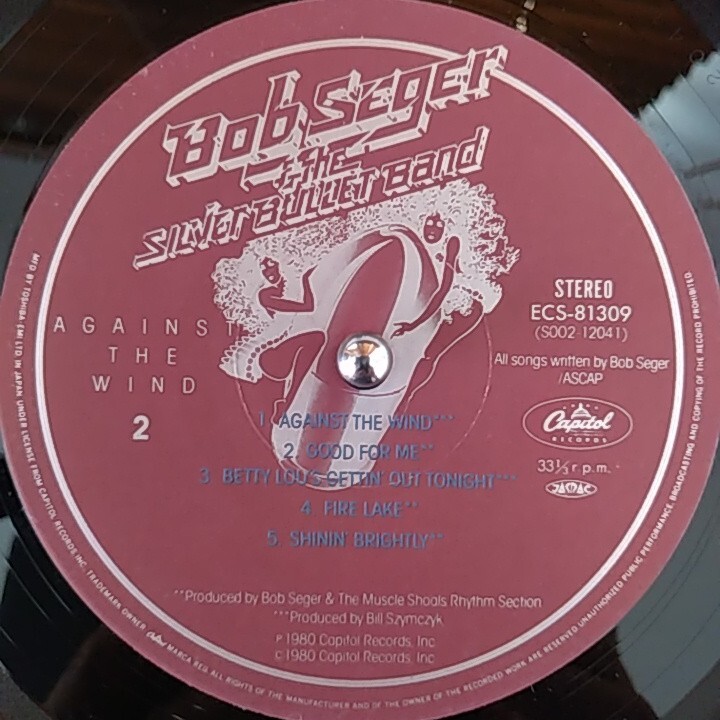 Bob Seger
& the
Silver Bullet Band
AGAINST
THE
WIND
2
STEREO
ECS-81309
(S002-12041)
All songs written by Bob Seger
/ASCAP
Capitol
RECORDS
33⅓ r.p.m.
JASRAC
1. AGAINST THE WIND***
2. GOOD FOR ME**
3. BETTY LOU'S GETTIN' OUT TONIGHT***
4. FIRE LAKE**
5. SHININ' BRIGHTLY**
**Produced by Bob Seger & The Muscle Shoals Rhythm Section
***Produced by Bill Szymczyk
℗ 1980 Capitol Records, Inc.
© 1980 Capitol Records, Inc.
MFD BY TOSHIBA EMI LTD IN JAPAN UNDER LICENSE FROM CAPITOL RECORDS, INC. TRADEMARK OWNER Capitol MARCA REG. ALL RIGHTS OF THE MANUFACTURER AND OF THE OWNER OF THE RECORDED WORK ARE RESERVED. UNAUTHORIZED PUBLIC PERFORMANCE, BROADCASTING AND COPYING OF THE RECORD PROHIBITED.